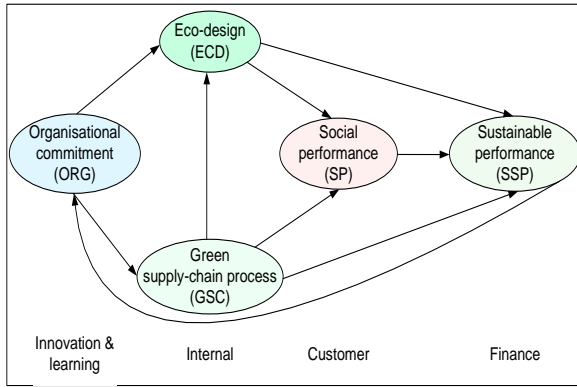 Eco-design
(ECD)
Organisational
commitment
(ORG)
Social
performance
(SP)
Sustainable
performance
(SSP)
Green
supply-chain process
(GSC)
Innovation &
learning
Internal
Customer
Finance